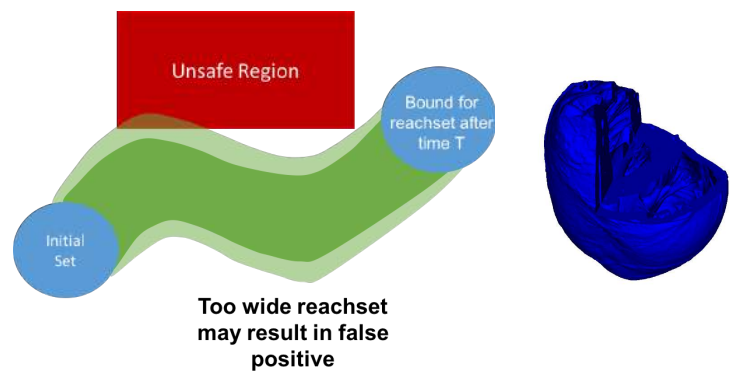 Unsafe Region
Bound for
reachset after
time T
Initial
Set
Too wide reachset
may result in false
positive